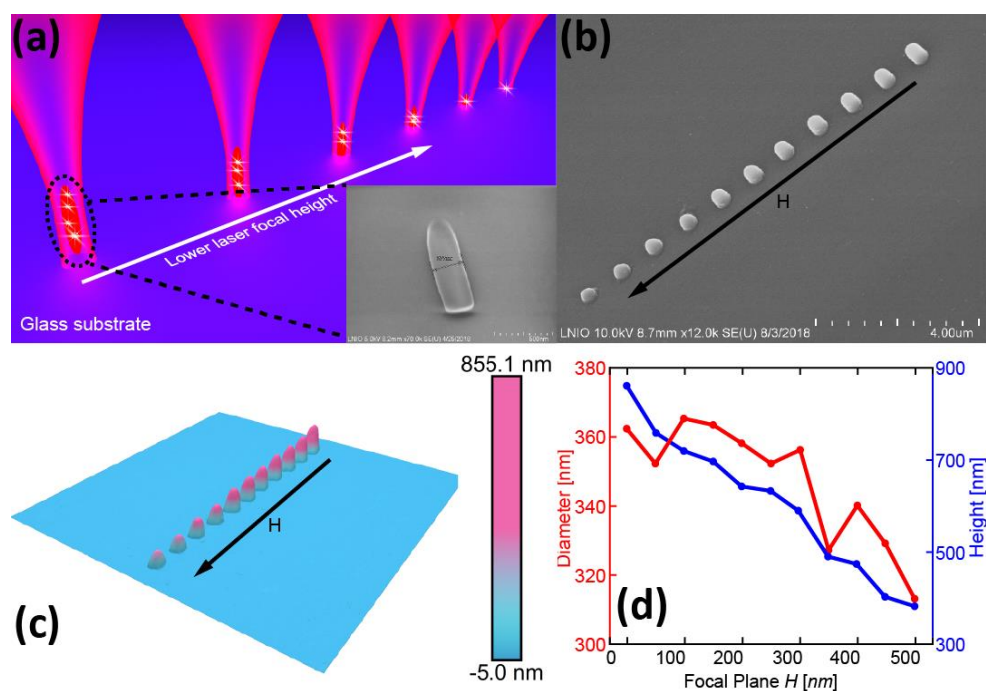 (a)
Lower laser focal height
Glass substrate
LNIO 10.0kV 8.7mm x12.0k SE(U) 8/3/2018
4.00um
(b)
H
500nm
855.1 nm
-5.0 nm
H
(c)
380
360
340
320
300
Diameter [nm]
900
700
500
300
Height [nm]
(d)
0 100 200 300 400 500
Focal Plane H [nm]